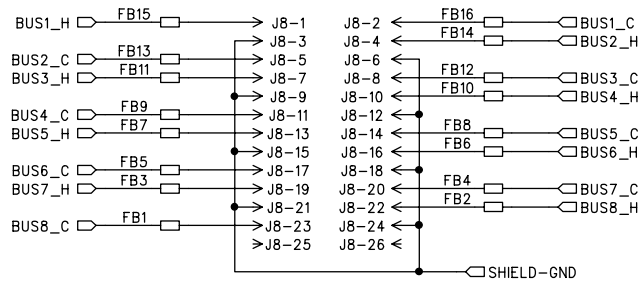 BUS1_H FB15 J8-1 J8-2 FB16 BUS1_C
J8-3 J8-4 FB14 BUS2_H
BUS2_C FB13 J8-5 J8-6
BUS3_H FB11 J8-7 J8-8 FB12 BUS3_C
J8-9 J8-10 FB10 BUS4_H
BUS4_C FB9 J8-11 J8-12
BUS5_H FB7 J8-13 J8-14 FB8 BUS5_C
J8-15 J8-16 FB6 BUS6_H
BUS6_C FB5 J8-17 J8-18
BUS7_H FB3 J8-19 J8-20 FB4 BUS7_C
J8-21 J8-22 FB2 BUS8_H
BUS8_C FB1 J8-23 J8-24
J8-25 J8-26
SHIELD-GND